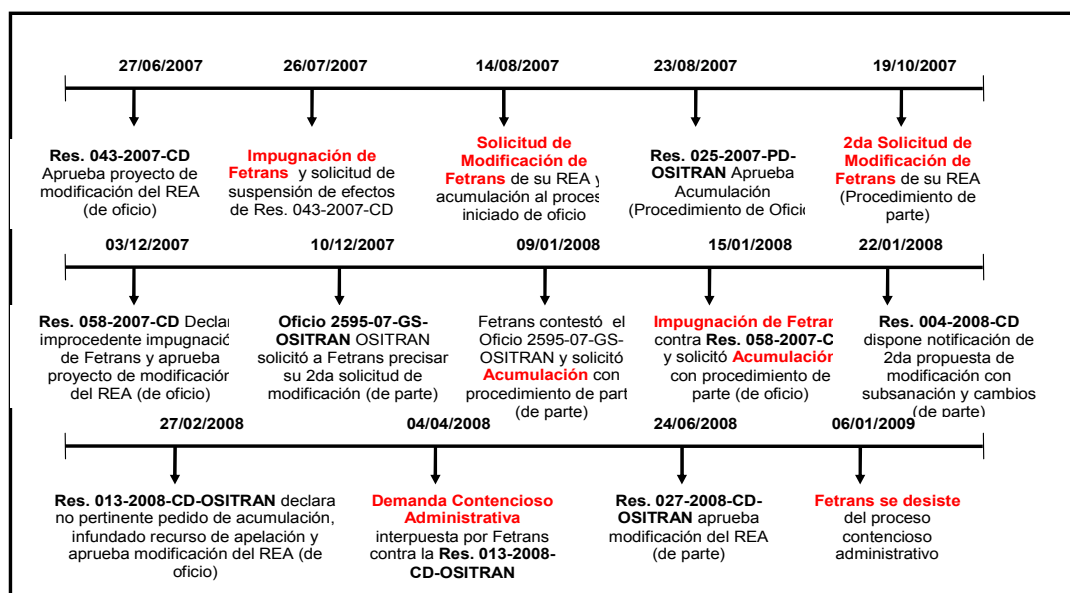 27/06/2007
26/07/2007
14/08/2007
23/08/2007
19/10/2007
Res. 043-2007-CD
Aprueba proyecto de
modificación del REA
(de oficio)
Impugnación de
Fetrans y solicitud de
suspensión de efectos
de Res. 043-2007-CD
Solicitud de
Modificación de
Fetrans de su REA y
acumulación al proces
iniciado de oficio
Res. 025-2007-PD-
OSITRAN Aprueba
Acumulación
(Procedimiento de Oficio
2da Solicitud de
Modificación de
Fetrans de su REA
(Procedimiento de
parte)
03/12/2007
10/12/2007
09/01/2008
15/01/2008
22/01/2008
Res. 058-2007-CD Declar
improcedente impugnació
de Fetrans y aprueba
proyecto de modificación
del REA (de oficio)
Oficio 2595-07-GS-
OSITRAN OSITRAN
solicitó a Fetrans precisar
su 2da solicitud de
modificación (de parte)
Fetrans contestó el
Oficio 2595-07-GS-
OSITRAN y solicitó
Acumulación con
procedimiento de part
(de parte)
Impugnación de Fetran
contra Res. 058-2007-C
y solicitó Acumulación
con procedimiento de
parte (de oficio)
Res. 004-2008-CD
dispone notificación de
2da propuesta de
modificación con
subsanación y cambios
(de parte)
27/02/2008
04/04/2008
24/06/2008
06/01/2009
Res. 013-2008-CD-OSITRAN declara
no pertinente pedido de acumulación,
infundado recurso de apelación y
aprueba modificación del REA (de
oficio)
Demanda Contencioso
Administrativa
interpuesta por Fetrans
contra la Res. 013-2008-
CD-OSITRAN
Res. 027-2008-CD-
OSITRAN aprueba
modificación del REA
(de parte)
Fetrans se desiste
del proceso
contencioso
administrativo